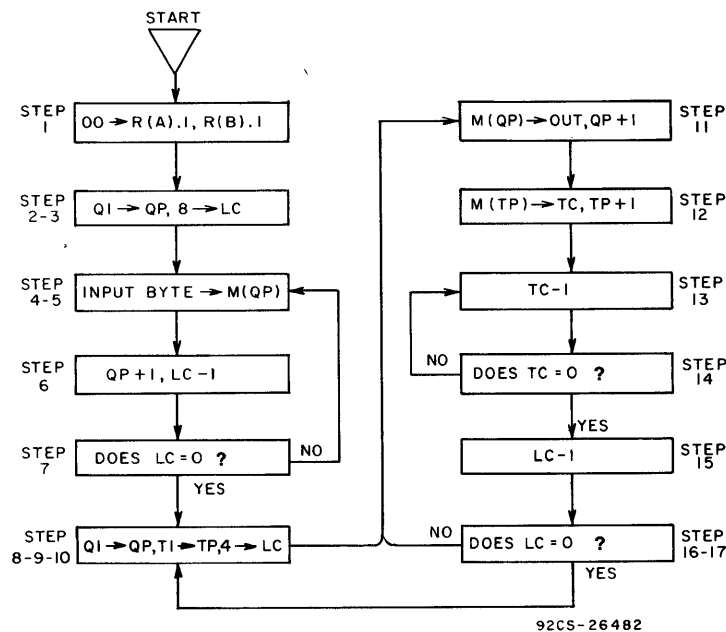 START
STEP
1
00 → R(A).1, R(B).1
STEP
2-3
Q1 → QP, 8 → LC
STEP
4-5
INPUT BYTE → M(QP)
STEP
6
QP+1, LC-1
STEP
7
DOES LC=0 ?
NO
YES
STEP
8-9-10
Q1 → QP, T1 → TP, 4 → LC
M(QP) → OUT, QP+1
STEP
11
M(TP) → TC, TP+1
STEP
12
TC-1
STEP
13
NO
DOES TC=0 ?
STEP
14
YES
LC-1
STEP
15
NO
DOES LC=0 ?
STEP
16-17
YES
92CS-26482